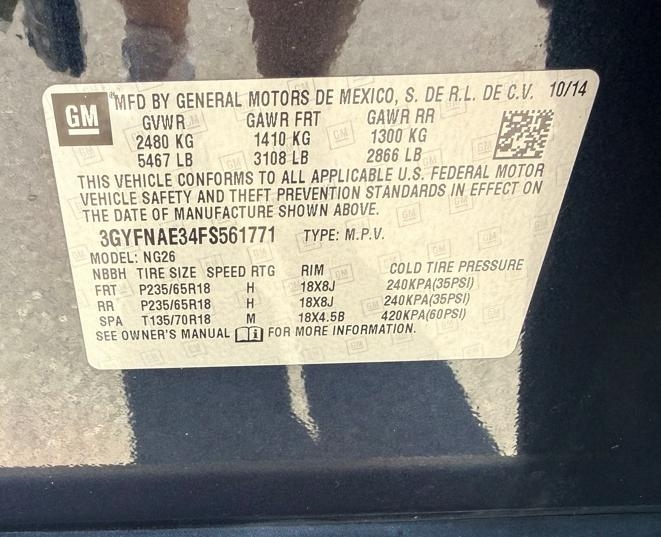 GM ®MFD BY GENERAL MOTORS DE MEXICO, S. DE R.L. DE C.V. 10/14
GVWR GAWR FRT GAWR RR
2480 KG 1410 KG 1300 KG
5467 LB 3108 LB 2866 LB
THIS VEHICLE CONFORMS TO ALL APPLICABLE U.S. FEDERAL MOTOR
VEHICLE SAFETY AND THEFT PREVENTION STANDARDS IN EFFECT ON
THE DATE OF MANUFACTURE SHOWN ABOVE.
3GYFNAE34FS561771 TYPE: M.P.V.
MODEL: NG26
NBBH TIRE SIZE SPEED RTG RIM COLD TIRE PRESSURE
FRT P235/65R18 H 18X8J 240KPA(35PSI)
RR P235/65R18 H 18X8J 240KPA(35PSI)
SPA T135/70R18 M 18X4.5B 420KPA(60PSI)
SEE OWNER'S MANUAL FOR MORE INFORMATION.